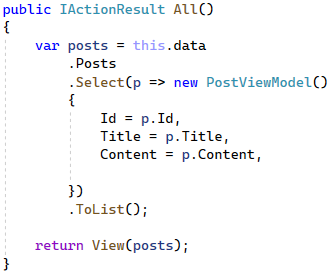 public IActionResult All()
{
    var posts = this.data
        .Posts
        .Select(p => new PostViewModel()
        {
            Id = p.Id,
            Title = p.Title,
            Content = p.Content,

        })
        .ToList();

    return View(posts);
}